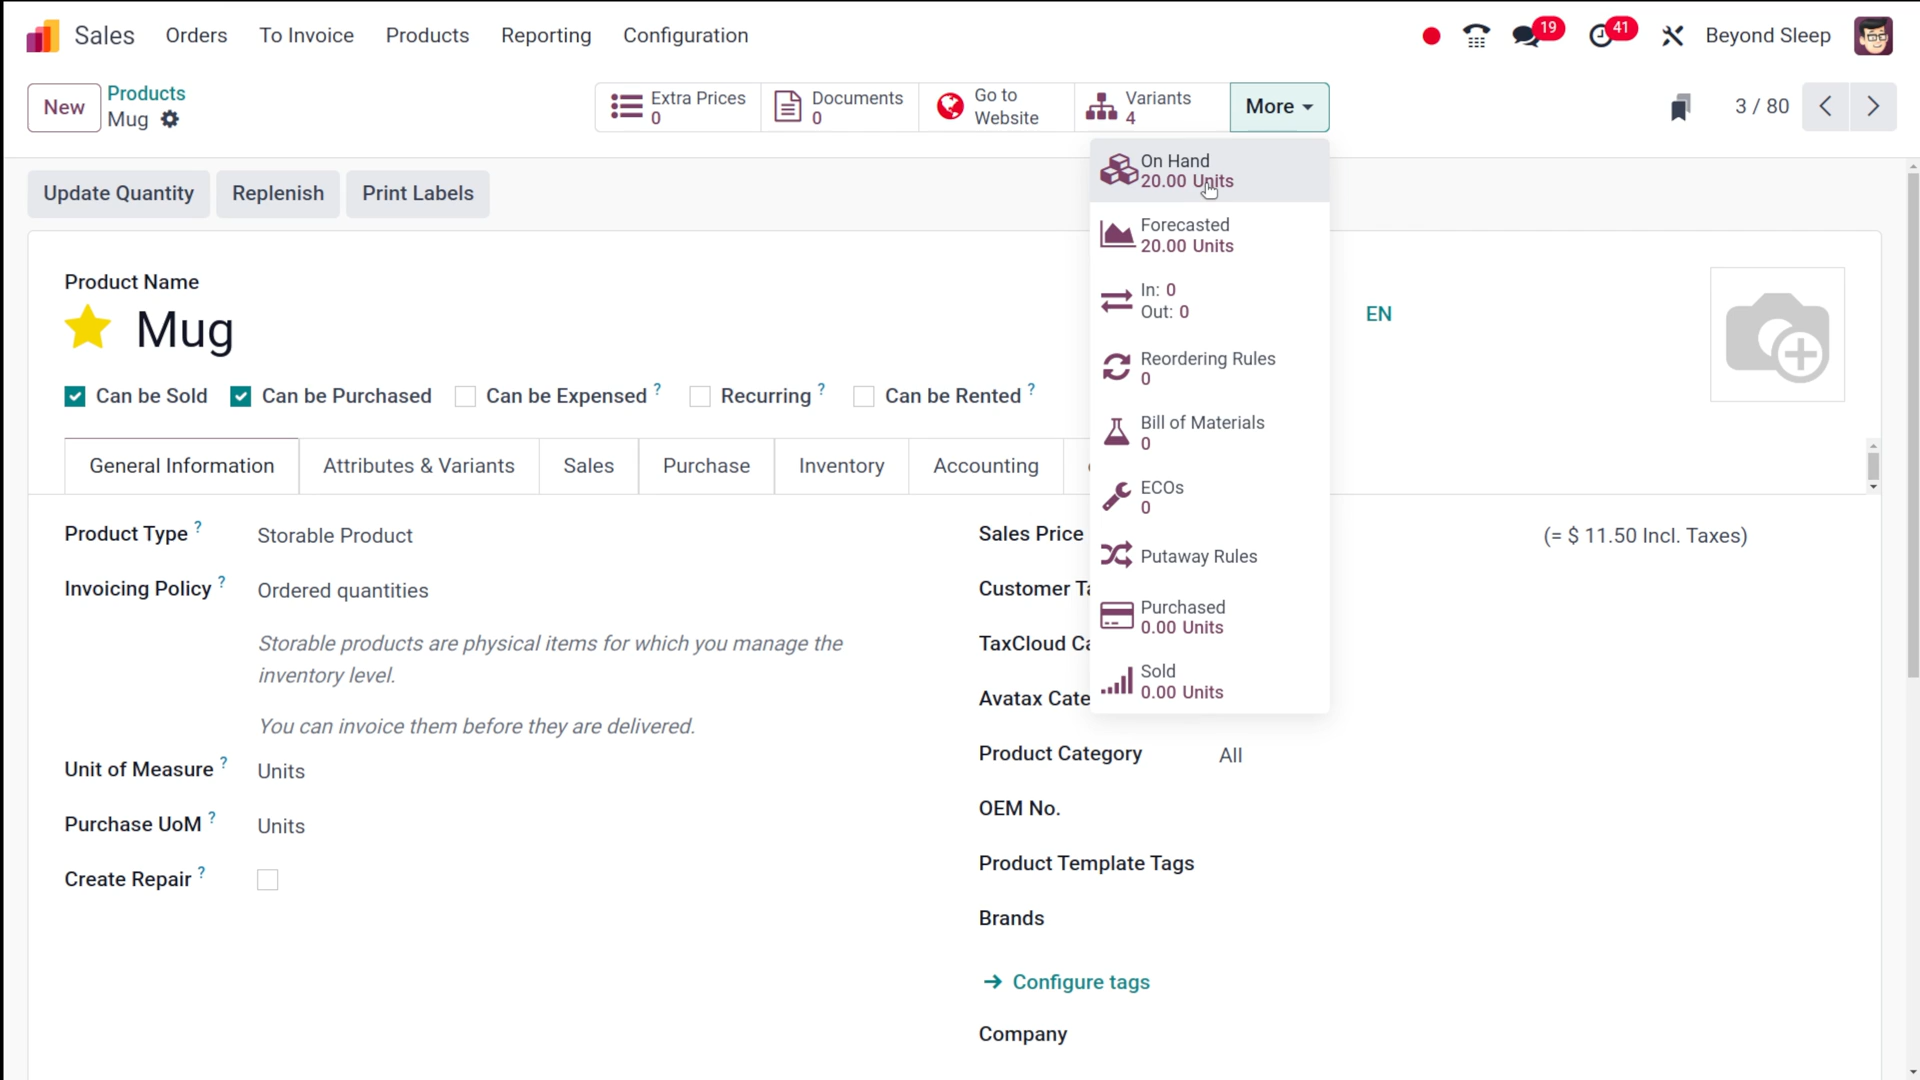 Sales
Orders
To Invoice
Products
Reporting
Configuration
19
41
Beyond Sleep
New
Products
Mug
Extra Prices
0
Documents
0
Go to
Website
Variants
4
More
3 / 80
Update Quantity
Replenish
Print Labels
On Hand
20.00 Units
Forecasted
20.00 Units
In: 0
Out: 0
Reordering Rules
0
Bill of Materials
0
ECOs
0
Putaway Rules
Purchased
0.00 Units
Sold
0.00 Units
Product Name
Mug
EN
Can be Sold
Can be Purchased
Can be Expensed ?
Recurring ?
Can be Rented ?
General Information
Attributes & Variants
Sales
Purchase
Inventory
Accounting
Product Type ?
Storable Product
Invoicing Policy ?
Ordered quantities
Storable products are physical items for which you manage the
inventory level.
You can invoice them before they are delivered.
Unit of Measure ?
Units
Purchase UoM ?
Units
Create Repair ?
Sales Price
(= $ 11.50 Incl. Taxes)
Customer Ta
TaxCloud Ca
Avatax Cate
Product Category
All
OEM No.
Product Template Tags
Brands
→ Configure tags
Company